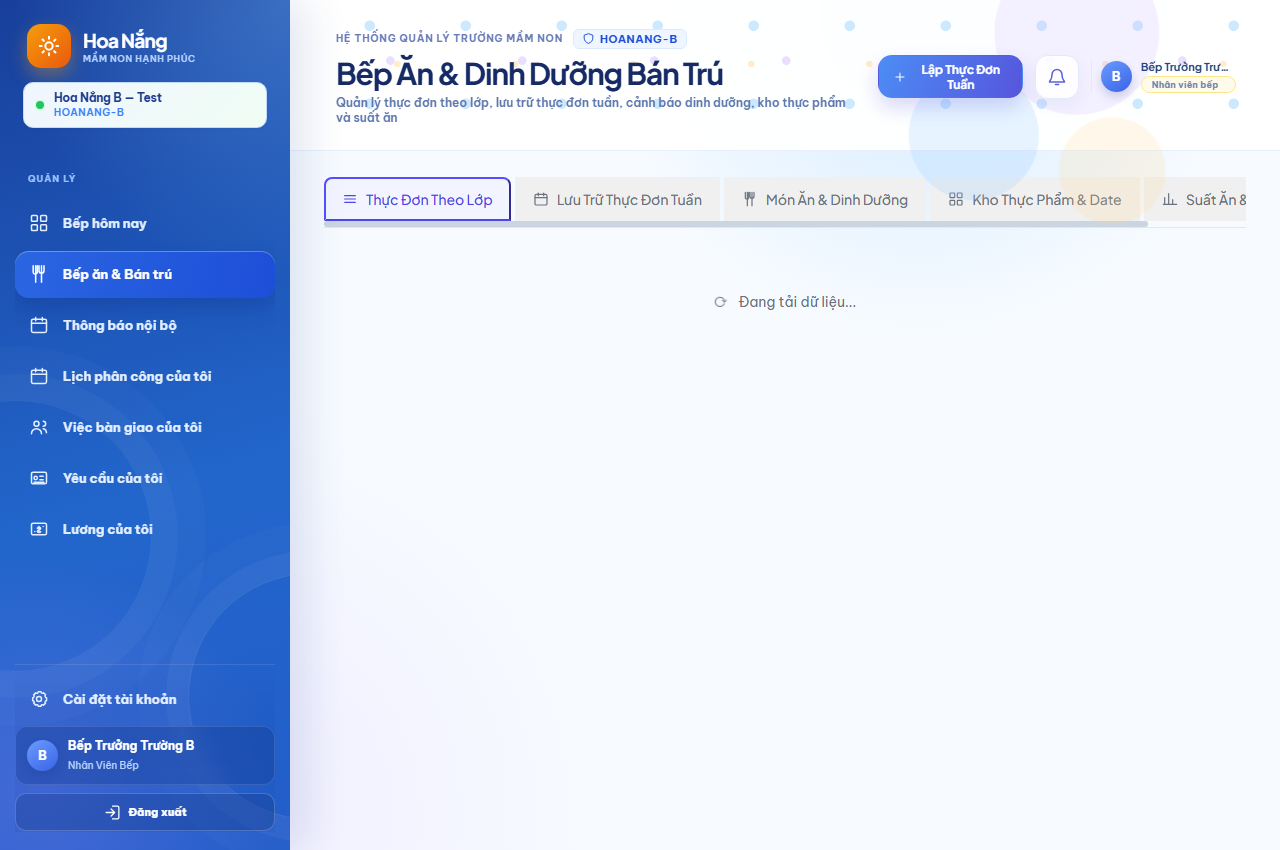 Hoa Nắng
MẦM NON HẠNH PHÚC
Hoa Nắng B – Test
HOANANG-B
QUẢN LÝ
Bếp hôm nay
Bếp ăn & Bán trú
Thông báo nội bộ
Lịch phân công của tôi
Việc bàn giao của tôi
Yêu cầu của tôi
Lương của tôi
Cài đặt tài khoản
B
Bếp Trưởng Trường B
Nhân Viên Bếp
Đăng xuất
HỆ THỐNG QUẢN LÝ TRƯỜNG MẦM NON
HOANANG-B
Bếp Ăn & Dinh Dưỡng Bán Trú
Quản lý thực đơn theo lớp, lưu trữ thực đơn tuần, cảnh báo dinh dưỡng, kho thực phẩm
và suất ăn
Lập Thực Đơn
Tuần
B
Bếp Trưởng Trư...
Nhân viên bếp
Thực Đơn Theo Lớp
Lưu Trữ Thực Đơn Tuần
Món Ăn & Dinh Dưỡng
Kho Thực Phẩm & Date
Suất Ăn &
Đang tải dữ liệu...